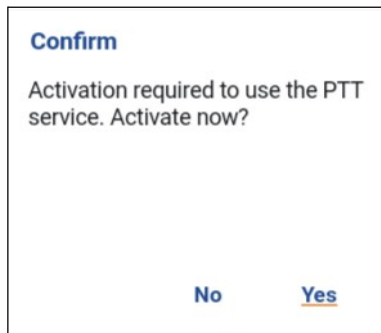 Confirm
Activation required to use the PTT
service. Activate now?
No Yes